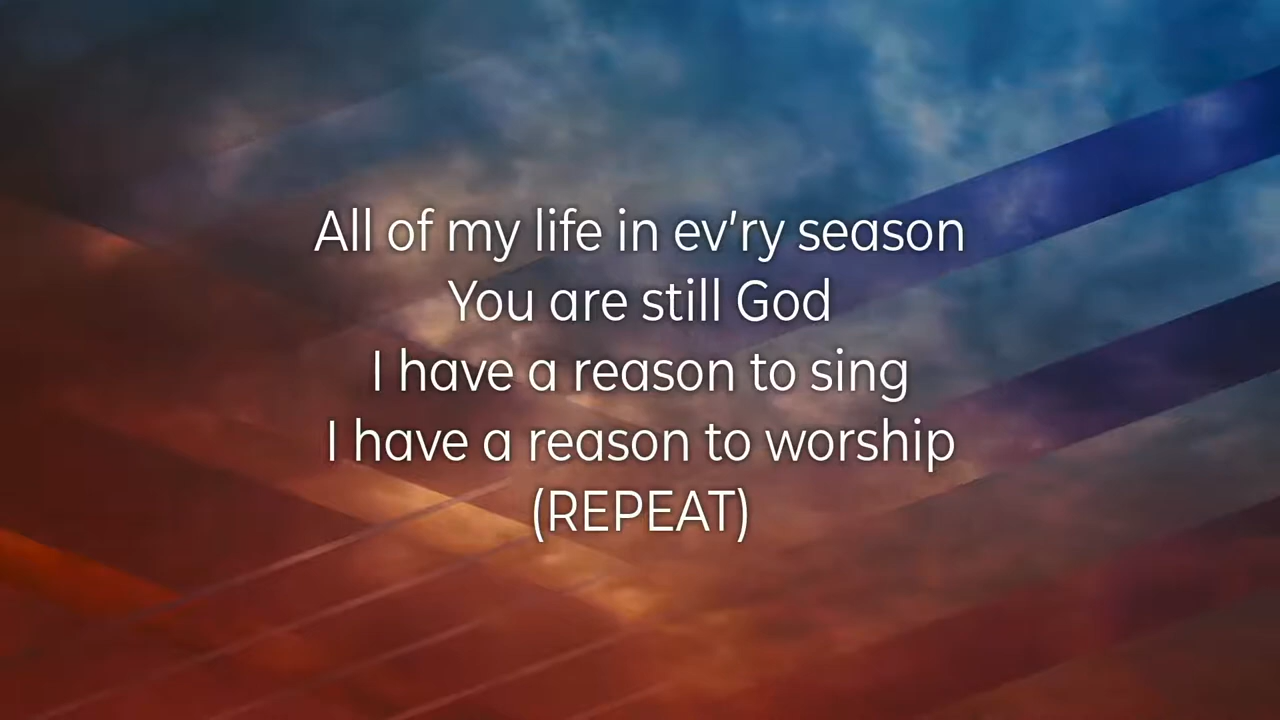 All of my life in ev'ry season
You are still God
I have a reason to sing
I have a reason to worship
(REPEAT)